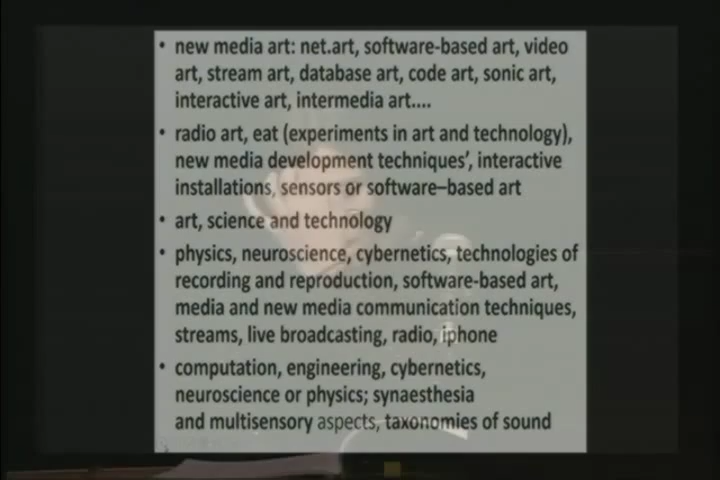 • new media art: net.art, software-based art, video
art, stream art, database art, code art, sonic art,
interactive art, intermedia art....
• radio art, eat (experiments in art and technology),
new media development techniques', interactive
installations, sensors or software–based art
• art, science and technology
• physics, neuroscience, cybernetics, technologies of
recording and reproduction, software-based art,
media and new media communication techniques,
streams, live broadcasting, radio, iphone
• computation, engineering, cybernetics,
neuroscience or physics; synaesthesia
and multisensory aspects, taxonomies of sound